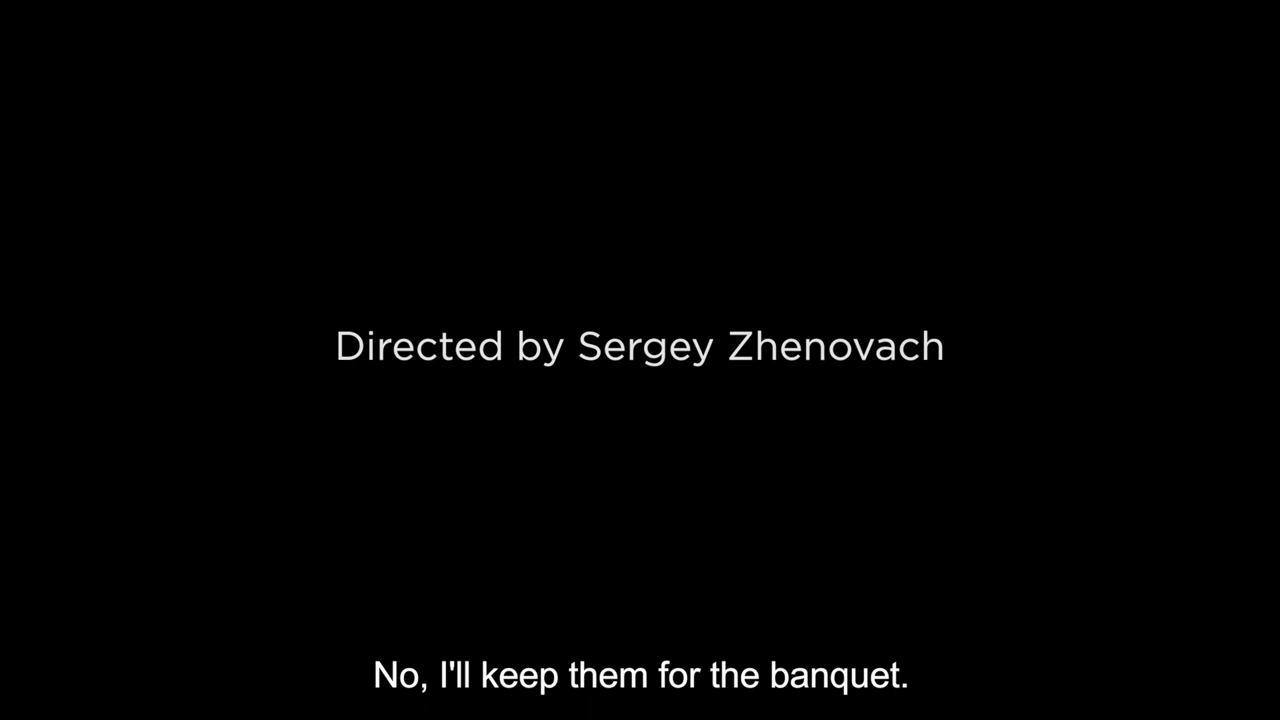 Directed by Sergey Zhenovach
No, I'll keep them for the banquet.